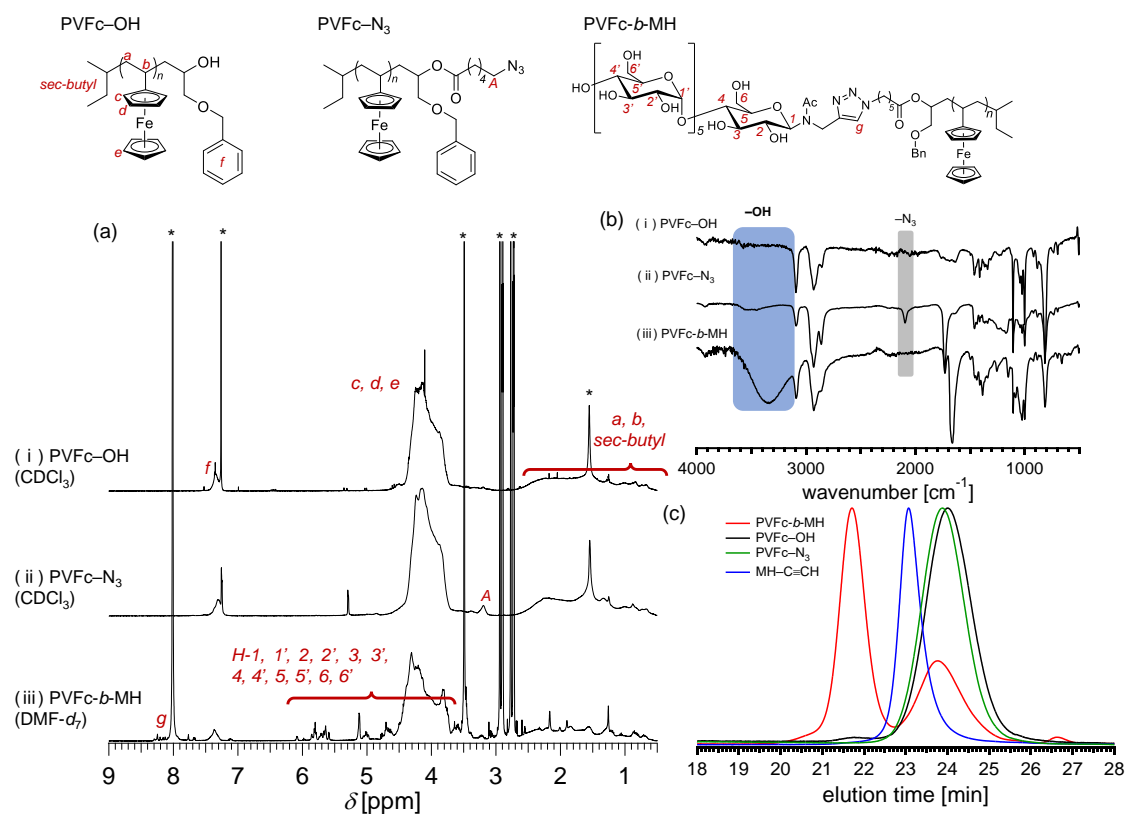 PVFc–OH
PVFc–N3
PVFc-b-MH
a
b
OH
n
sec-butyl
c
d
Fe
e
O
f
n
O
O
4
A
N3
Fe
O
OH
6'
4'
O
5'
1'
HO
3'
2'
OH
O
5
OH
6
4
O
5
1
HO
3
2
OH
Ac
N
N
N
N
g
5
O
O
n
O
Bn
Fe
(a)
* * * * * *
c, d, e
*
a, b,
sec-butyl
(i) PVFc–OH
(CDCl3)
f
(ii) PVFc–N3
(CDCl3)
A
H-1, 1’, 2, 2’, 3, 3’,
4, 4’, 5, 5’, 6, 6’
(iii) PVFc-b-MH
(DMF-d7)
g
9 8 7 6 5 4 3 2 1
δ [ppm]
(b)
–OH
–N3
(i) PVFc–OH
(ii) PVFc–N3
(iii) PVFc-b-MH
4000 3000 2000 1000
wavenumber [cm–1]
(c)
PVFc-b-MH
PVFc–OH
PVFc–N3
MH–C≡CH
18 19 20 21 22 23 24 25 26 27 28
elution time [min]